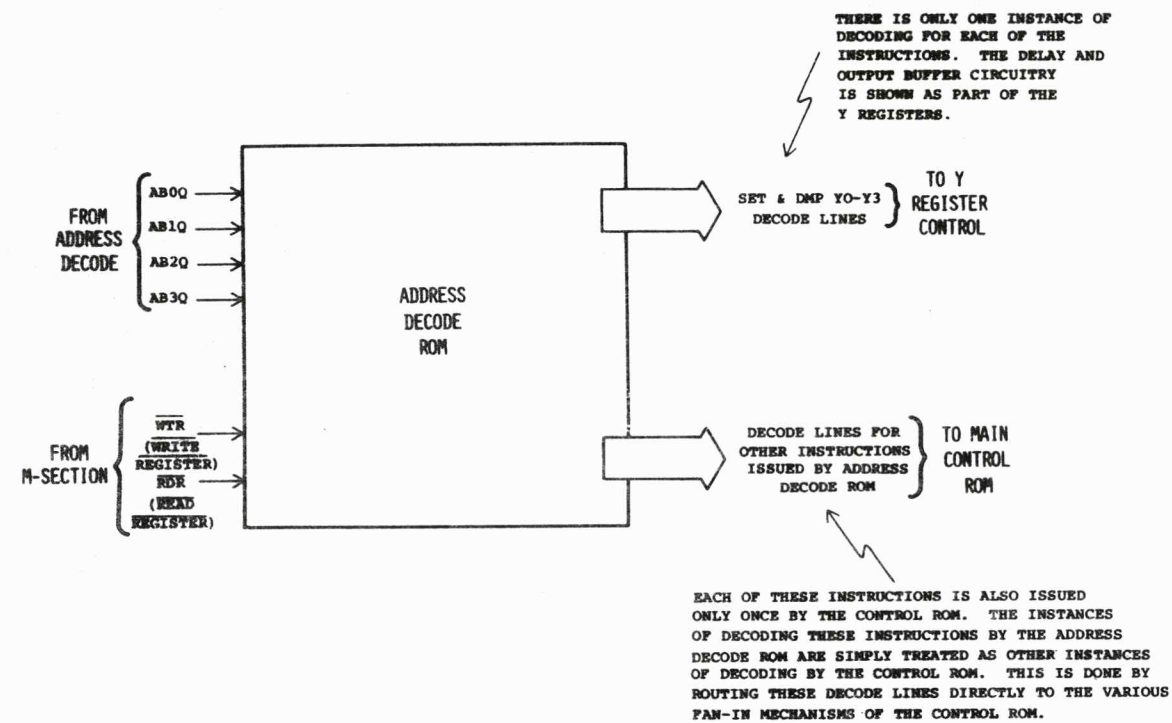 THERE IS ONLY ONE INSTANCE OF
DECODING FOR EACH OF THE
INSTRUCTIONS. THE DELAY AND
OUTPUT BUFFER CIRCUITRY
IS SHOWN AS PART OF THE
Y REGISTERS.
FROM
ADDRESS
DECODE
AB0Q
AB1Q
AB2Q
AB3Q
ADDRESS
DECODE
ROM
SET & DMP Y0-Y3
DECODE LINES
TO Y
REGISTER
CONTROL
FROM
M-SECTION
WTR
(WRITE
REGISTER)
RDR
(READ
REGISTER)
DECODE LINES FOR
OTHER INSTRUCTIONS
ISSUED BY ADDRESS
DECODE ROM
TO MAIN
CONTROL
ROM
EACH OF THESE INSTRUCTIONS IS ALSO ISSUED
ONLY ONCE BY THE CONTROL ROM. THE INSTANCES
OF DECODING THESE INSTRUCTIONS BY THE ADDRESS
DECODE ROM ARE SIMPLY TREATED AS OTHER INSTANCES
OF DECODING BY THE CONTROL ROM. THIS IS DONE BY
ROUTING THESE DECODE LINES DIRECTLY TO THE VARIOUS
FAN-IN MECHANISMS OF THE CONTROL ROM.